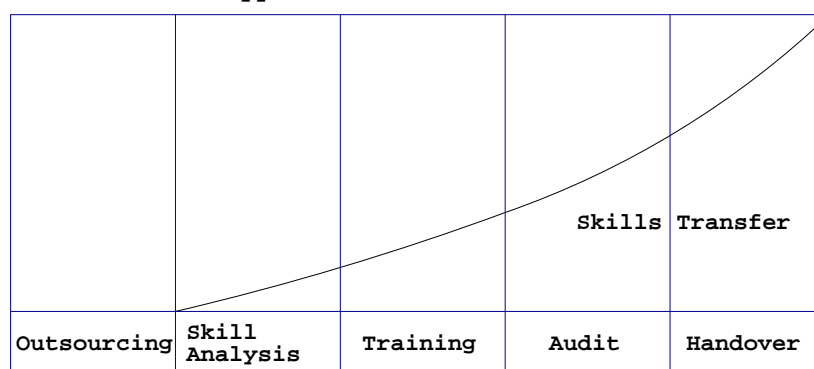 Skills Transfer
Outsourcing
Skill
Analysis
Training
Audit
Handover